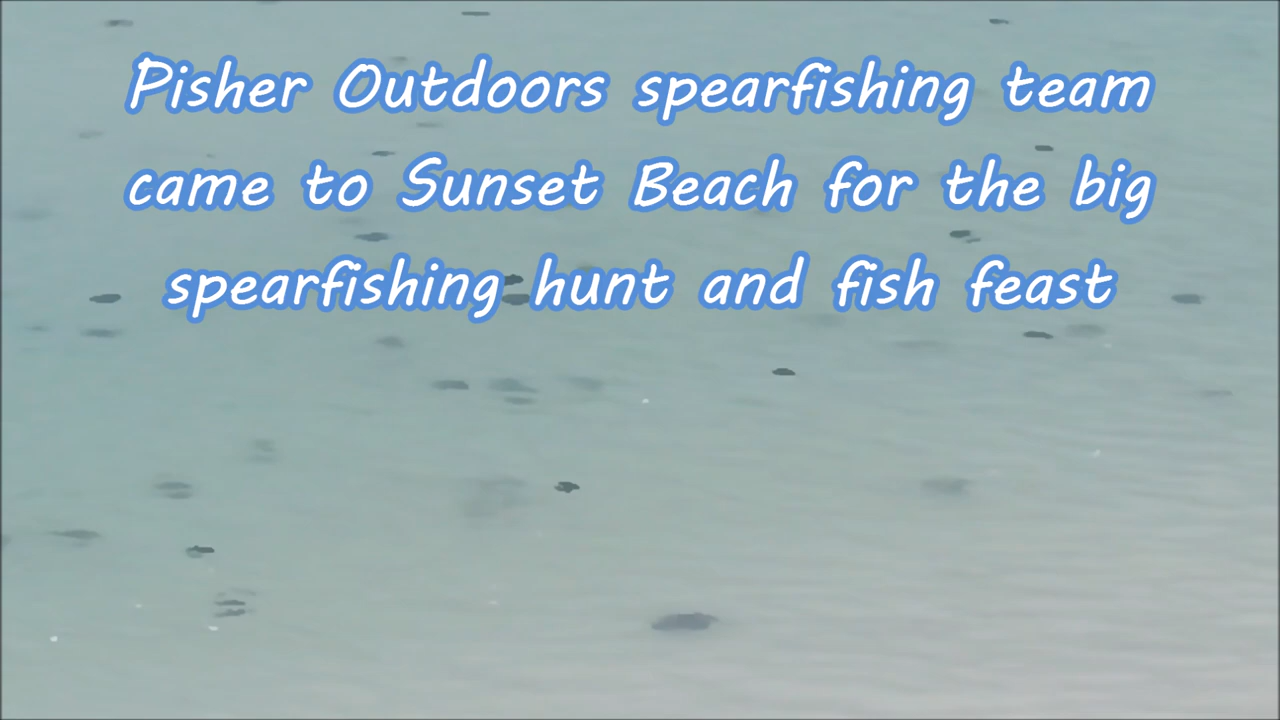 Pisher Outdoors spearfishing team
came to Sunset Beach for the big
spearfishing hunt and fish feast